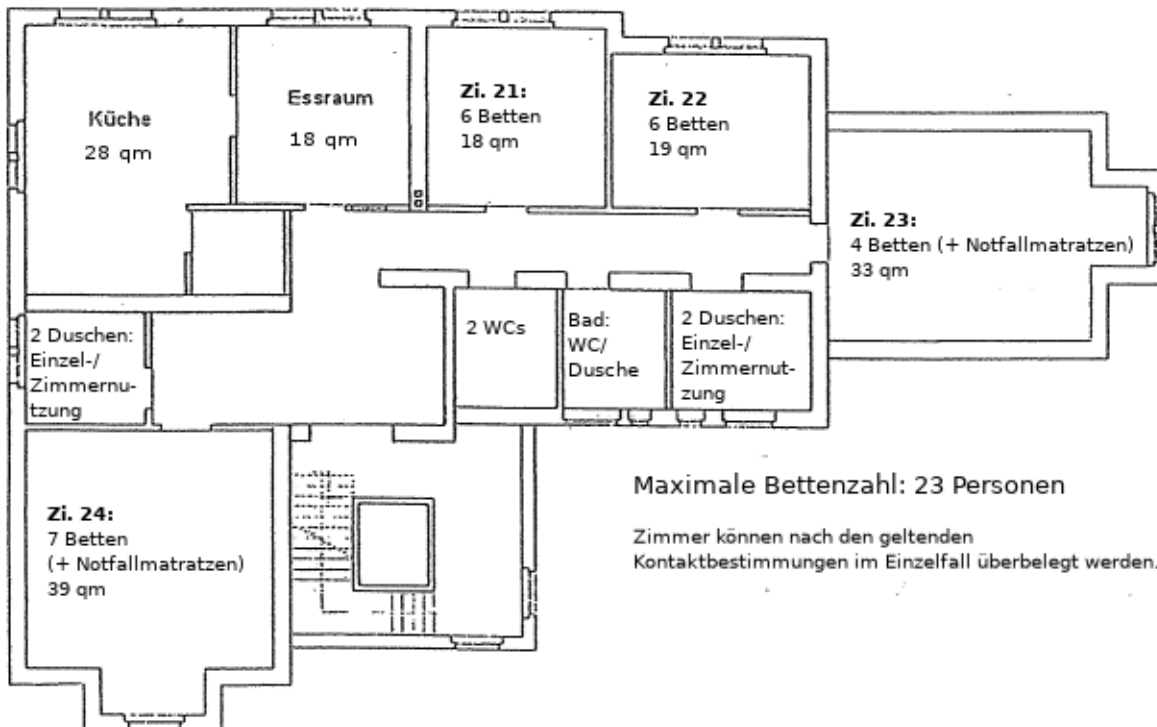 Küche
28 qm
Essraum
18 qm
Zi. 21:
6 Betten
18 qm
Zi. 22
6 Betten
19 qm
Zi. 23:
4 Betten (+ Notfallmatratzen)
33 qm
2 Duschen:
Einzel-/
Zimmernu-
tzung
2 WCs
Bad:
WC/
Dusche
2 Duschen:
Einzel-/
Zimmernut-
zung
Zi. 24:
7 Betten
(+ Notfallmatratzen)
39 qm
Maximale Bettenzahl: 23 Personen
Zimmer können nach den geltenden
Kontaktbestimmungen im Einzelfall überbelegt werden.